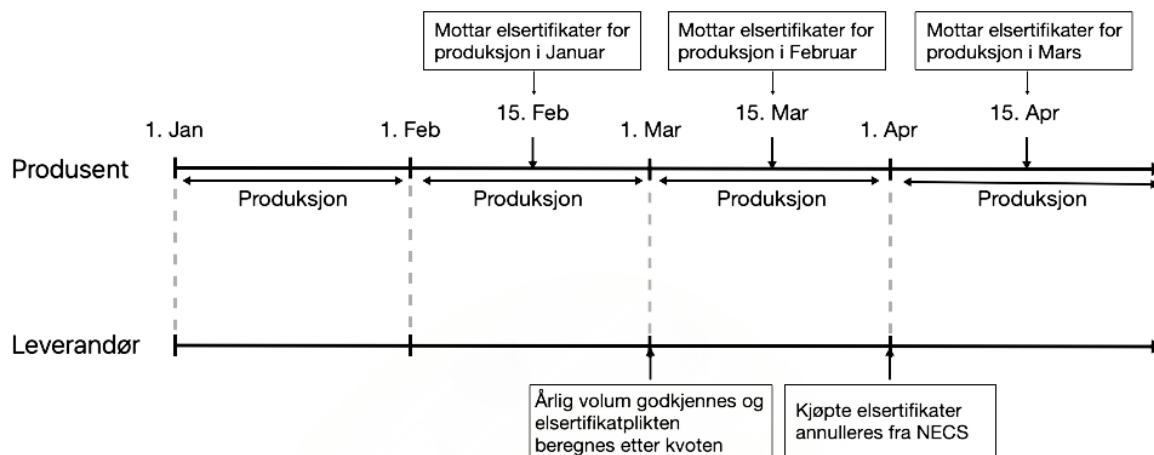 Mottar elsertifikater for
produksjon i Januar
Mottar elsertifikater for
produksjon i Februar
Mottar elsertifikater for
produksjon i Mars
1. Jan
1. Feb
15. Feb
1. Mar
15. Mar
1. Apr
15. Apr
Produsent
Produksjon
Produksjon
Produksjon
Produksjon
Leverandør
Årlig volum godkjennes og
elsertifikatplikten
beregnes etter kvoten
Kjøpte elsertifikater
annulleres fra NECS